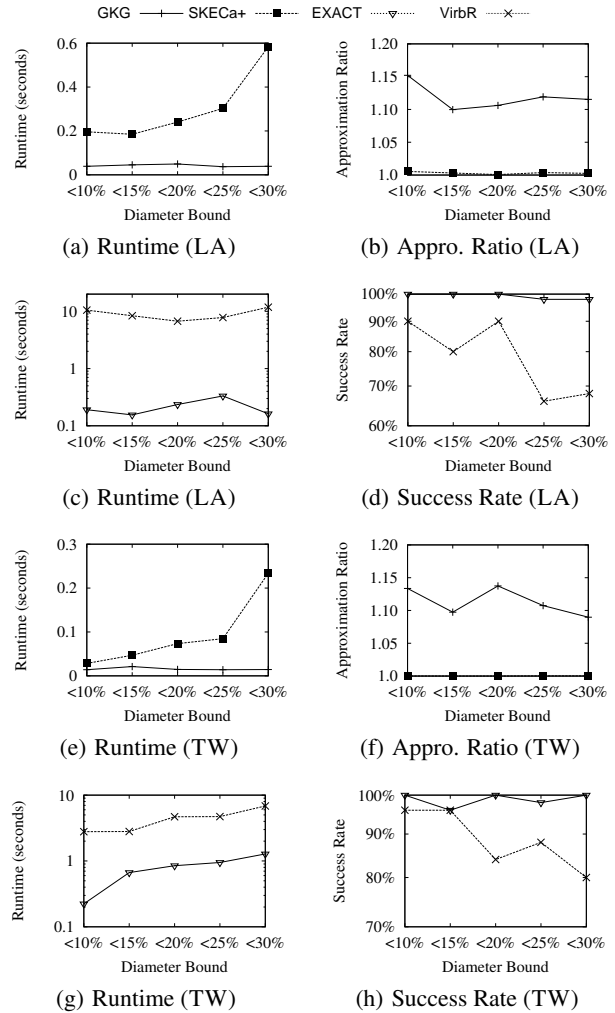 GKG SKECa+ EXACT VirbR
Runtime (seconds)
0.6
0.4
0.2
0
<10% <15% <20% <25% <30%
Diameter Bound
(a) Runtime (LA)
Approximation Ratio
1.20
1.15
1.10
1.05
1.0
<10% <15% <20% <25% <30%
Diameter Bound
(b) Appro. Ratio (LA)
Runtime (seconds)
10
1
0.1
<10% <15% <20% <25% <30%
Diameter Bound
(c) Runtime (LA)
Success Rate
100%
90%
80%
70%
60%
<10% <15% <20% <25% <30%
Diameter Bound
(d) Success Rate (LA)
Runtime (seconds)
0.3
0.2
0.1
0
<10% <15% <20% <25% <30%
Diameter Bound
(e) Runtime (TW)
Approximation Ratio
1.20
1.15
1.10
1.05
1.0
<10% <15% <20% <25% <30%
Diameter Bound
(f) Appro. Ratio (TW)
Runtime (seconds)
10
1
0.1
<10% <15% <20% <25% <30%
Diameter Bound
(g) Runtime (TW)
Success Rate
100%
90%
80%
70%
<10% <15% <20% <25% <30%
Diameter Bound
(h) Success Rate (TW)